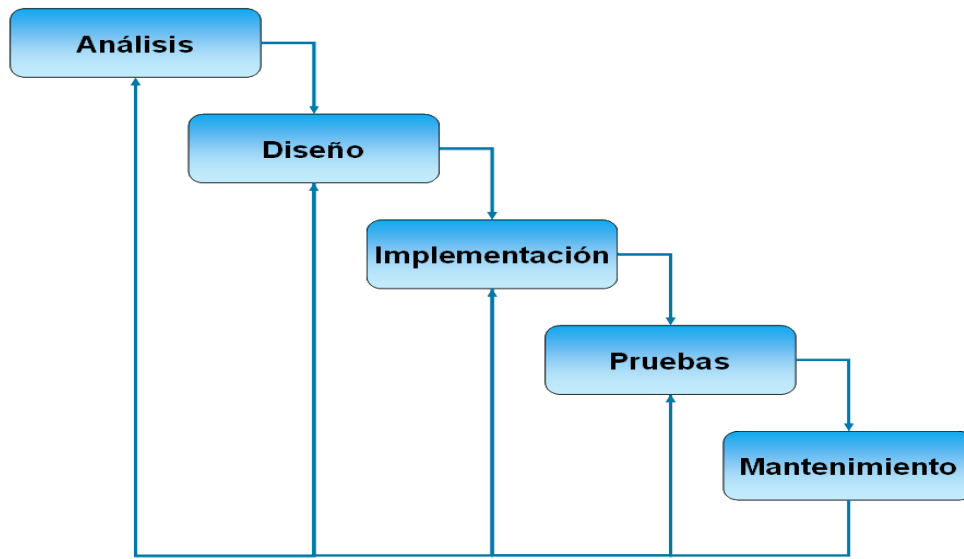 Análisis
Diseño
Implementación
Pruebas
Mantenimiento